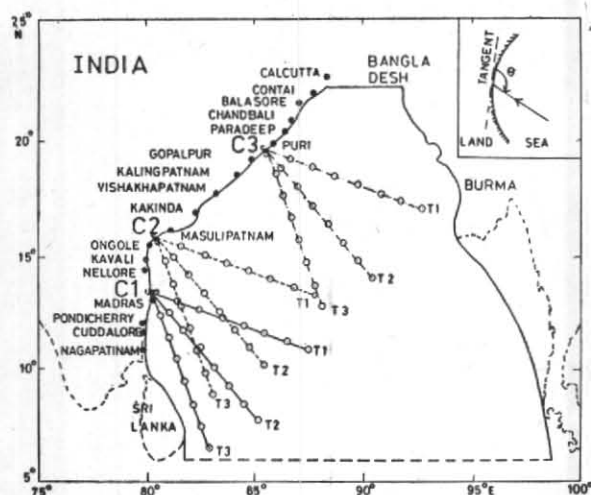 25°
N
20°
15°
10°
5°
75°
80°
85°
90°
95°E
100°
INDIA
BANGLA
DESH
BURMA
SRI
LANKA
CALCUTTA
CONTAI
BALASORE
CHANDBALI
PARADEEP
C3
PURI
GOPALPUR
KALINGPATNAM
VISHAKHAPATNAM
KAKINDA
C2
MASULIPATNAM
ONGOLE
KAVALI
NELLORE
C1
MADRAS
PONDICHERRY
CUDDALORE
NAGAPATINAM
T1
T2
T3
T1
T2
T3
T1
T2
T3
TANGENT
θ
LAND
SEA